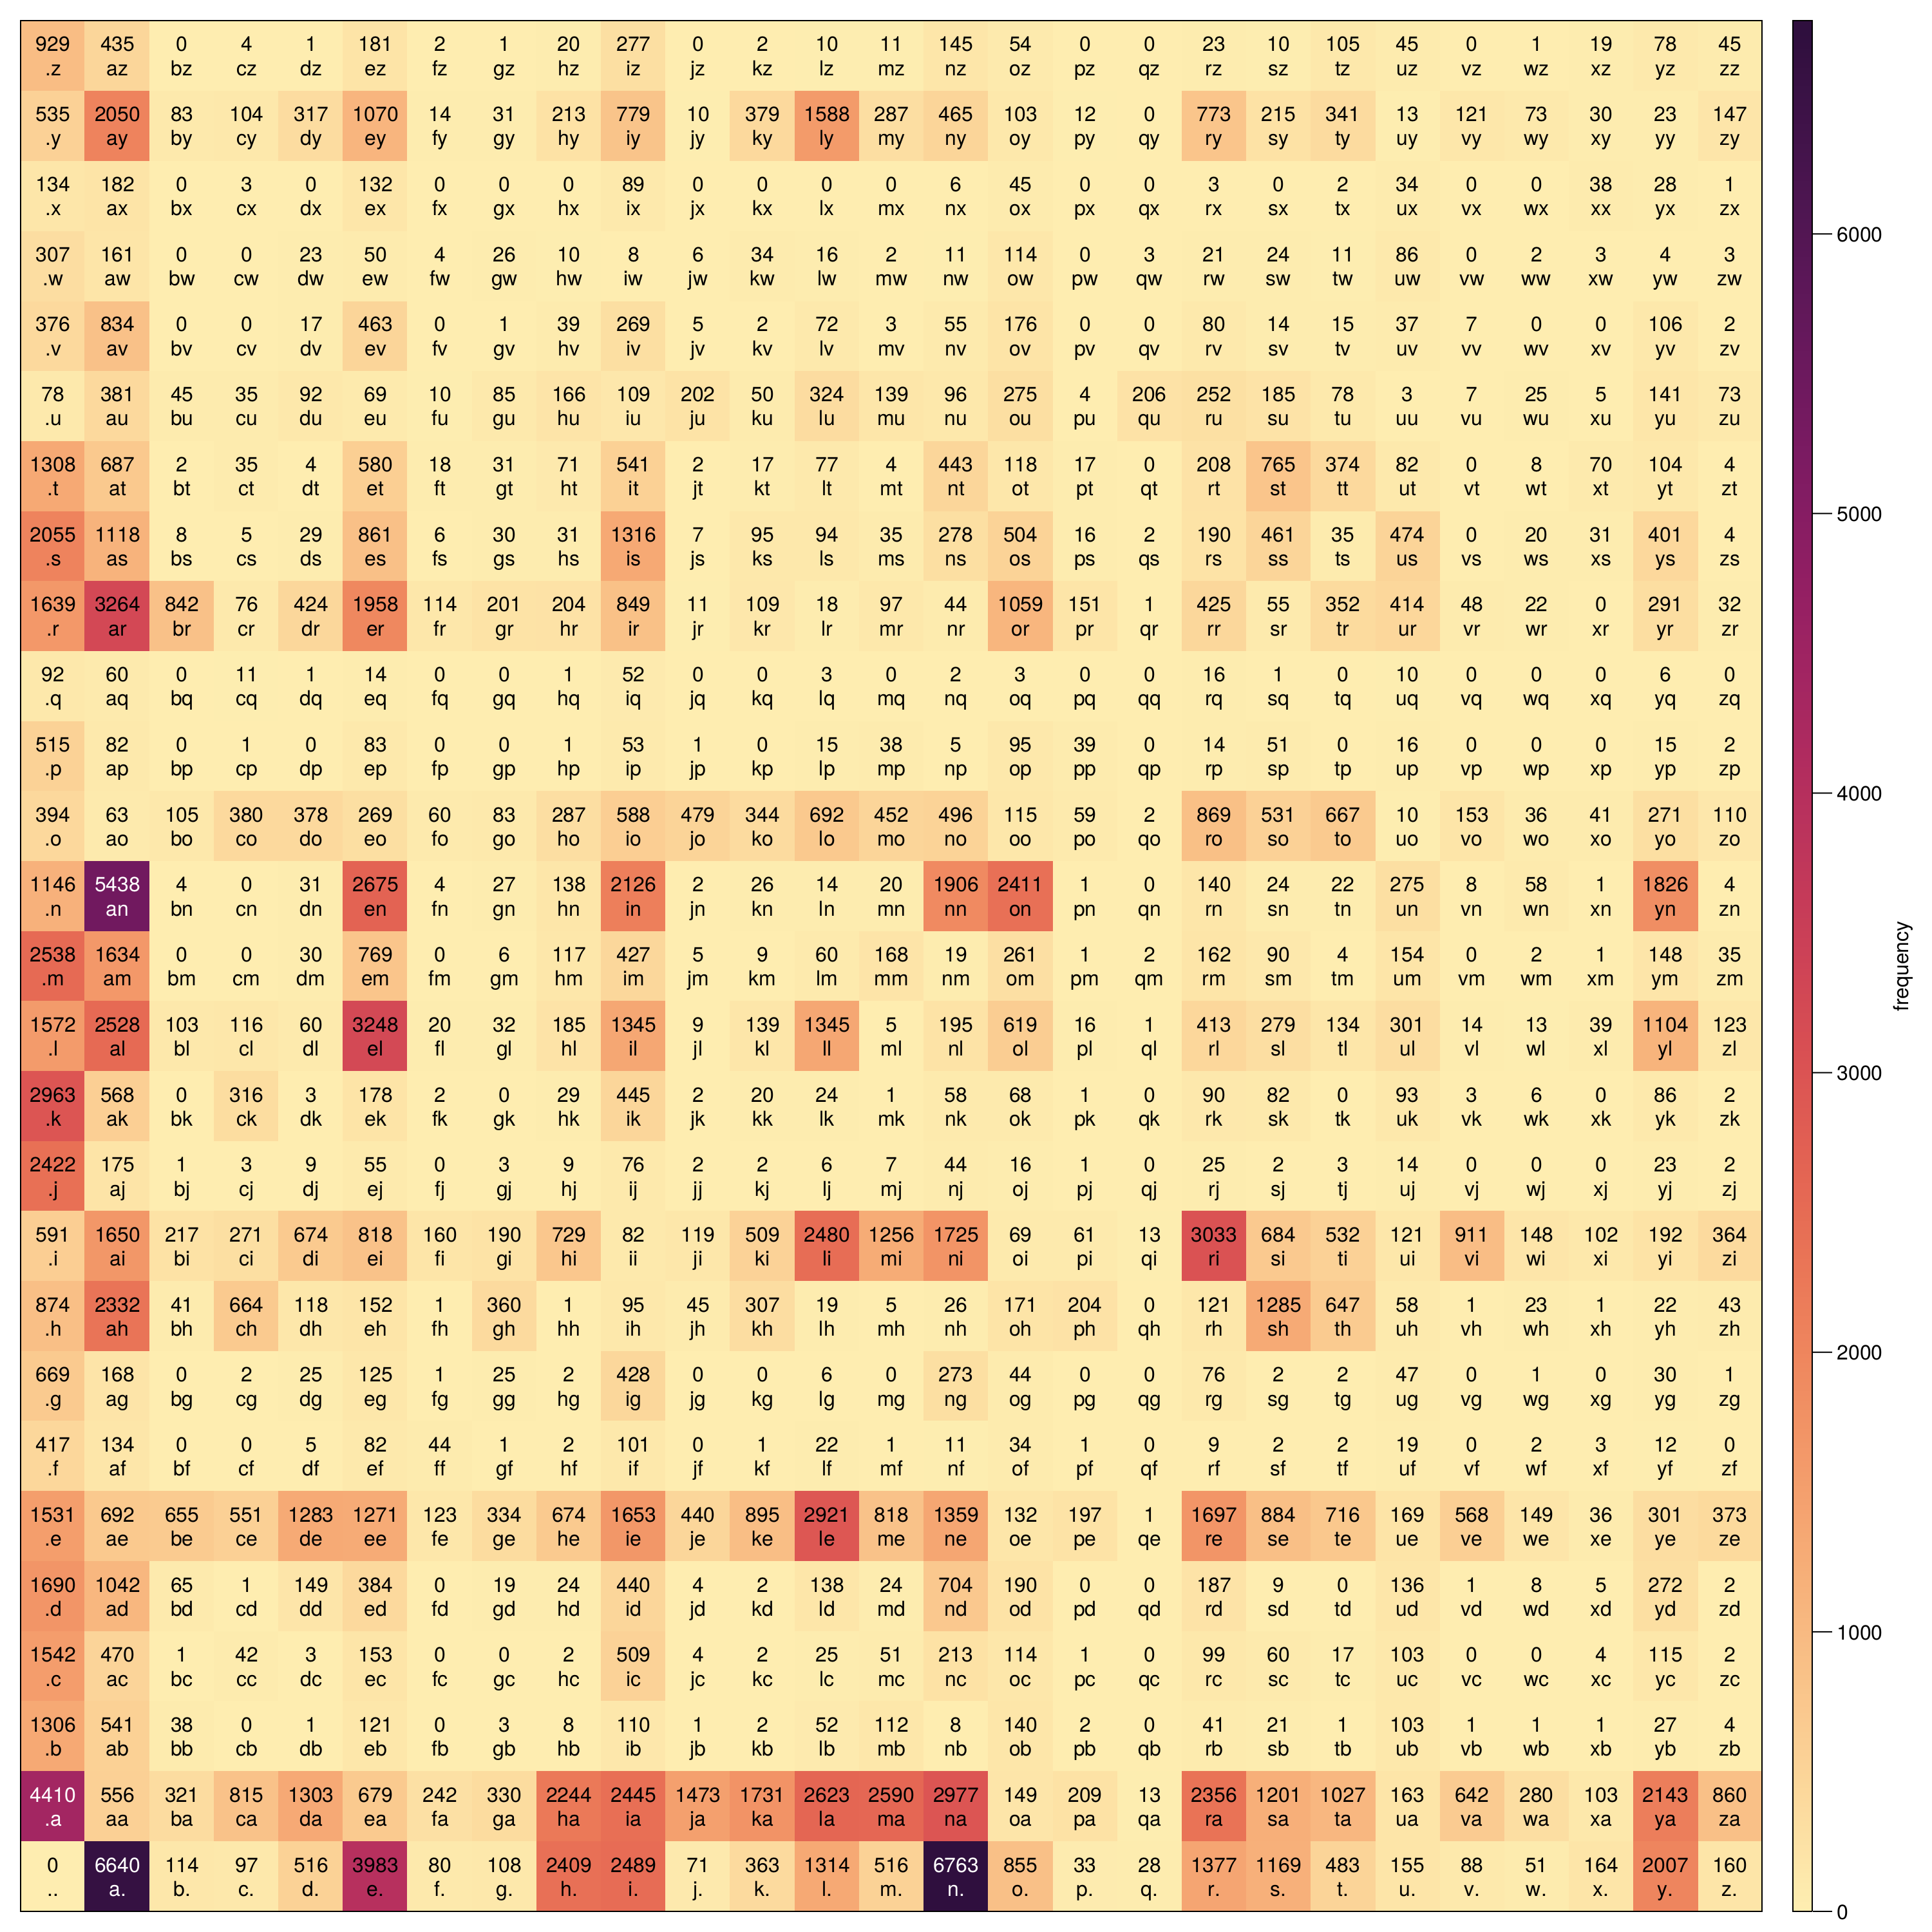 929 435 0 4 1 181 2 1 20 277 0 2 10 11 145 54 0 0 23 10 105 45 0 1 19 78 45
.z az bz cz dz ez fz gz hz iz jz kz lz mz nz oz pz qz rz sz tz uz vz wz xz yz zz
535 2050 83 104 317 1070 14 31 213 779 10 379 1588 287 465 103 12 0 773 215 341 13 121 73 30 23 147
.y ay by cy dy ey fy gy hy iy jy ky ly my ny oy py qy ry sy ty uy vy wy xy yy zy
134 182 0 3 0 132 0 0 0 89 0 0 0 0 6 45 0 0 3 0 2 34 0 0 38 28 1
.x ax bx cx dx ex fx gx hx ix jx kx lx mx nx ox px qx rx sx tx ux vx wx xx yx zx
307 161 0 0 23 50 4 26 10 8 6 34 16 2 11 114 0 3 21 24 11 86 0 2 3 4 3
.w aw bw cw dw ew fw gw hw iw jw kw lw mw nw ow pw qw rw sw tw uw vw ww xw yw zw
376 834 0 0 17 463 0 1 39 269 5 2 72 3 55 176 0 0 80 14 15 37 7 0 0 106 2
.v av bv cv dv ev fv gv hv iv jv kv lv mv nv ov pv qv rv sv tv uv vv wv xv yv zv
78 381 45 35 92 69 10 85 166 109 202 50 324 139 96 275 4 206 252 185 78 3 7 25 5 141 73
.u au bu cu du eu fu gu hu iu ju ku lu mu nu ou pu qu ru su tu uu vu wu xu yu zu
1308 687 2 35 4 580 18 31 71 541 2 17 77 4 443 118 17 0 208 765 374 82 0 8 70 104 4
.t at bt ct dt et ft gt ht it jt kt lt mt nt ot pt qt rt st tt ut vt wt xt yt zt
2055 1118 8 5 29 861 6 30 31 1316 7 95 94 35 278 504 16 2 190 461 35 474 0 20 31 401 4
.s as bs cs ds es fs gs hs is js ks ls ms ns os ps qs rs ss ts us vs ws xs ys zs
1639 3264 842 76 424 1958 114 201 204 849 11 109 18 97 44 1059 151 1 425 55 352 414 48 22 0 291 32
.r ar br cr dr er fr gr hr ir jr kr lr mr nr or pr qr rr sr tr ur vr wr xr yr zr
92 60 0 11 1 14 0 0 1 52 0 0 3 0 2 3 0 0 16 1 0 10 0 0 0 6 0
.q aq bq cq dq eq fq gq hq iq jq kq lq mq nq oq pq qq rq sq tq uq vq wq xq yq zq
515 82 0 1 0 83 0 0 1 53 1 0 15 38 5 95 39 0 14 51 0 16 0 0 0 15 2
.p ap bp cp dp ep fp gp hp ip jp kp lp mp np op pp qp rp sp tp up vp wp xp yp zp
394 63 105 380 378 269 60 83 287 588 479 344 692 452 496 115 59 2 869 531 667 10 153 36 41 271 110
.o ao bo co do eo fo go ho io jo ko lo mo no oo po qo ro so to uo vo wo xo yo zo
1146 5438 4 0 31 2675 4 27 138 2126 2 26 14 20 1906 2411 1 0 140 24 22 275 8 58 1 1826 4
.n an bn cn dn en fn gn hn in jn kn ln mn nn on pn qn rn sn tn un vn wn xn yn zn
2538 1634 0 0 30 769 0 6 117 427 5 9 60 168 19 261 1 2 162 90 4 154 0 2 1 148 35
.m am bm cm dm em fm gm hm im jm km lm mm nm om pm qm rm sm tm um vm wm xm ym zm
1572 2528 103 116 60 3248 20 32 185 1345 9 139 1345 5 195 619 16 1 413 279 134 301 14 13 39 1104 123
.l al bl cl dl el fl gl hl il jl kl ll ml nl ol pl ql rl sl tl ul vl wl xl yl zl
2963 568 0 316 3 178 2 0 29 445 2 20 24 1 58 68 1 0 90 82 0 93 3 6 0 86 2
.k ak bk ck dk ek fk gk hk ik jk kk lk mk nk ok pk qk rk sk tk uk vk wk xk yk zk
2422 175 1 3 9 55 0 3 9 76 2 2 6 7 44 16 1 0 25 2 3 14 0 0 0 23 2
.j aj bj cj dj ej fj gj hj ij jj kj lj mj nj oj pj qj rj sj tj uj vj wj xj yj zj
591 1650 217 271 674 818 160 190 729 82 119 509 2480 1256 1725 69 61 13 3033 684 532 121 911 148 102 192 364
.i ai bi ci di ei fi gi hi ii ji ki li mi ni oi pi qi ri si ti ui vi wi xi yi zi
874 2332 41 664 118 152 1 360 1 95 45 307 19 5 26 171 204 0 121 1285 647 58 1 23 1 22 43
.h ah bh ch dh eh fh gh hh ih jh kh lh mh nh oh ph qh rh sh th uh vh wh xh yh zh
669 168 0 2 25 125 1 25 2 428 0 0 6 0 273 44 0 0 76 2 2 47 0 1 0 30 1
.g ag bg cg dg eg fg gg hg ig jg kg lg mg ng og pg qg rg sg tg ug vg wg xg yg zg
417 134 0 0 5 82 44 1 2 101 0 1 22 1 11 34 1 0 9 2 2 19 0 2 3 12 0
.f af bf cf df ef ff gf hf if jf kf lf mf nf of pf qf rf sf tf uf vf wf xf yf zf
1531 692 655 551 1283 1271 123 334 674 1653 440 895 2921 818 1359 132 197 1 1697 884 716 169 568 149 36 301 373
.e ae be ce de ee fe ge he ie je ke le me ne oe pe qe re se te ue ve we xe ye ze
1690 1042 65 1 149 384 0 19 24 440 4 2 138 24 704 190 0 0 187 9 0 136 1 8 5 272 2
.d ad bd cd dd ed fd gd hd id jd kd ld md nd od pd qd rd sd td ud vd wd xd yd zd
1542 470 1 42 3 153 0 0 2 509 4 2 25 51 213 114 1 0 99 60 17 103 0 0 4 115 2
.c ac bc cc dc ec fc gc hc ic jc kc lc mc nc oc pc qc rc sc tc uc vc wc xc yc zc
1306 541 38 0 1 121 0 3 8 110 1 2 52 112 8 140 2 0 41 21 1 103 1 1 1 27 4
.b ab bb cb db eb fb gb hb ib jb kb lb mb nb ob pb qb rb sb tb ub vb wb xb yb zb
4410 556 321 815 1303 679 242 330 2244 2445 1473 1731 2623 2590 2977 149 209 13 2356 1201 1027 163 642 280 103 2143 860
.a aa ba ca da ea fa ga ha ia ja ka la ma na oa pa qa ra sa ta ua va wa xa ya za
0 6640 114 97 516 3983 80 108 2409 2489 71 363 1314 516 6763 855 33 28 1377 1169 483 155 88 51 164 2007 160
.. a. b. c. d. e. f. g. h. i. j. k. l. m. n. o. p. q. r. s. t. u. v. w. x. y. z.
6000
5000
4000
3000
2000
1000
0
frequency